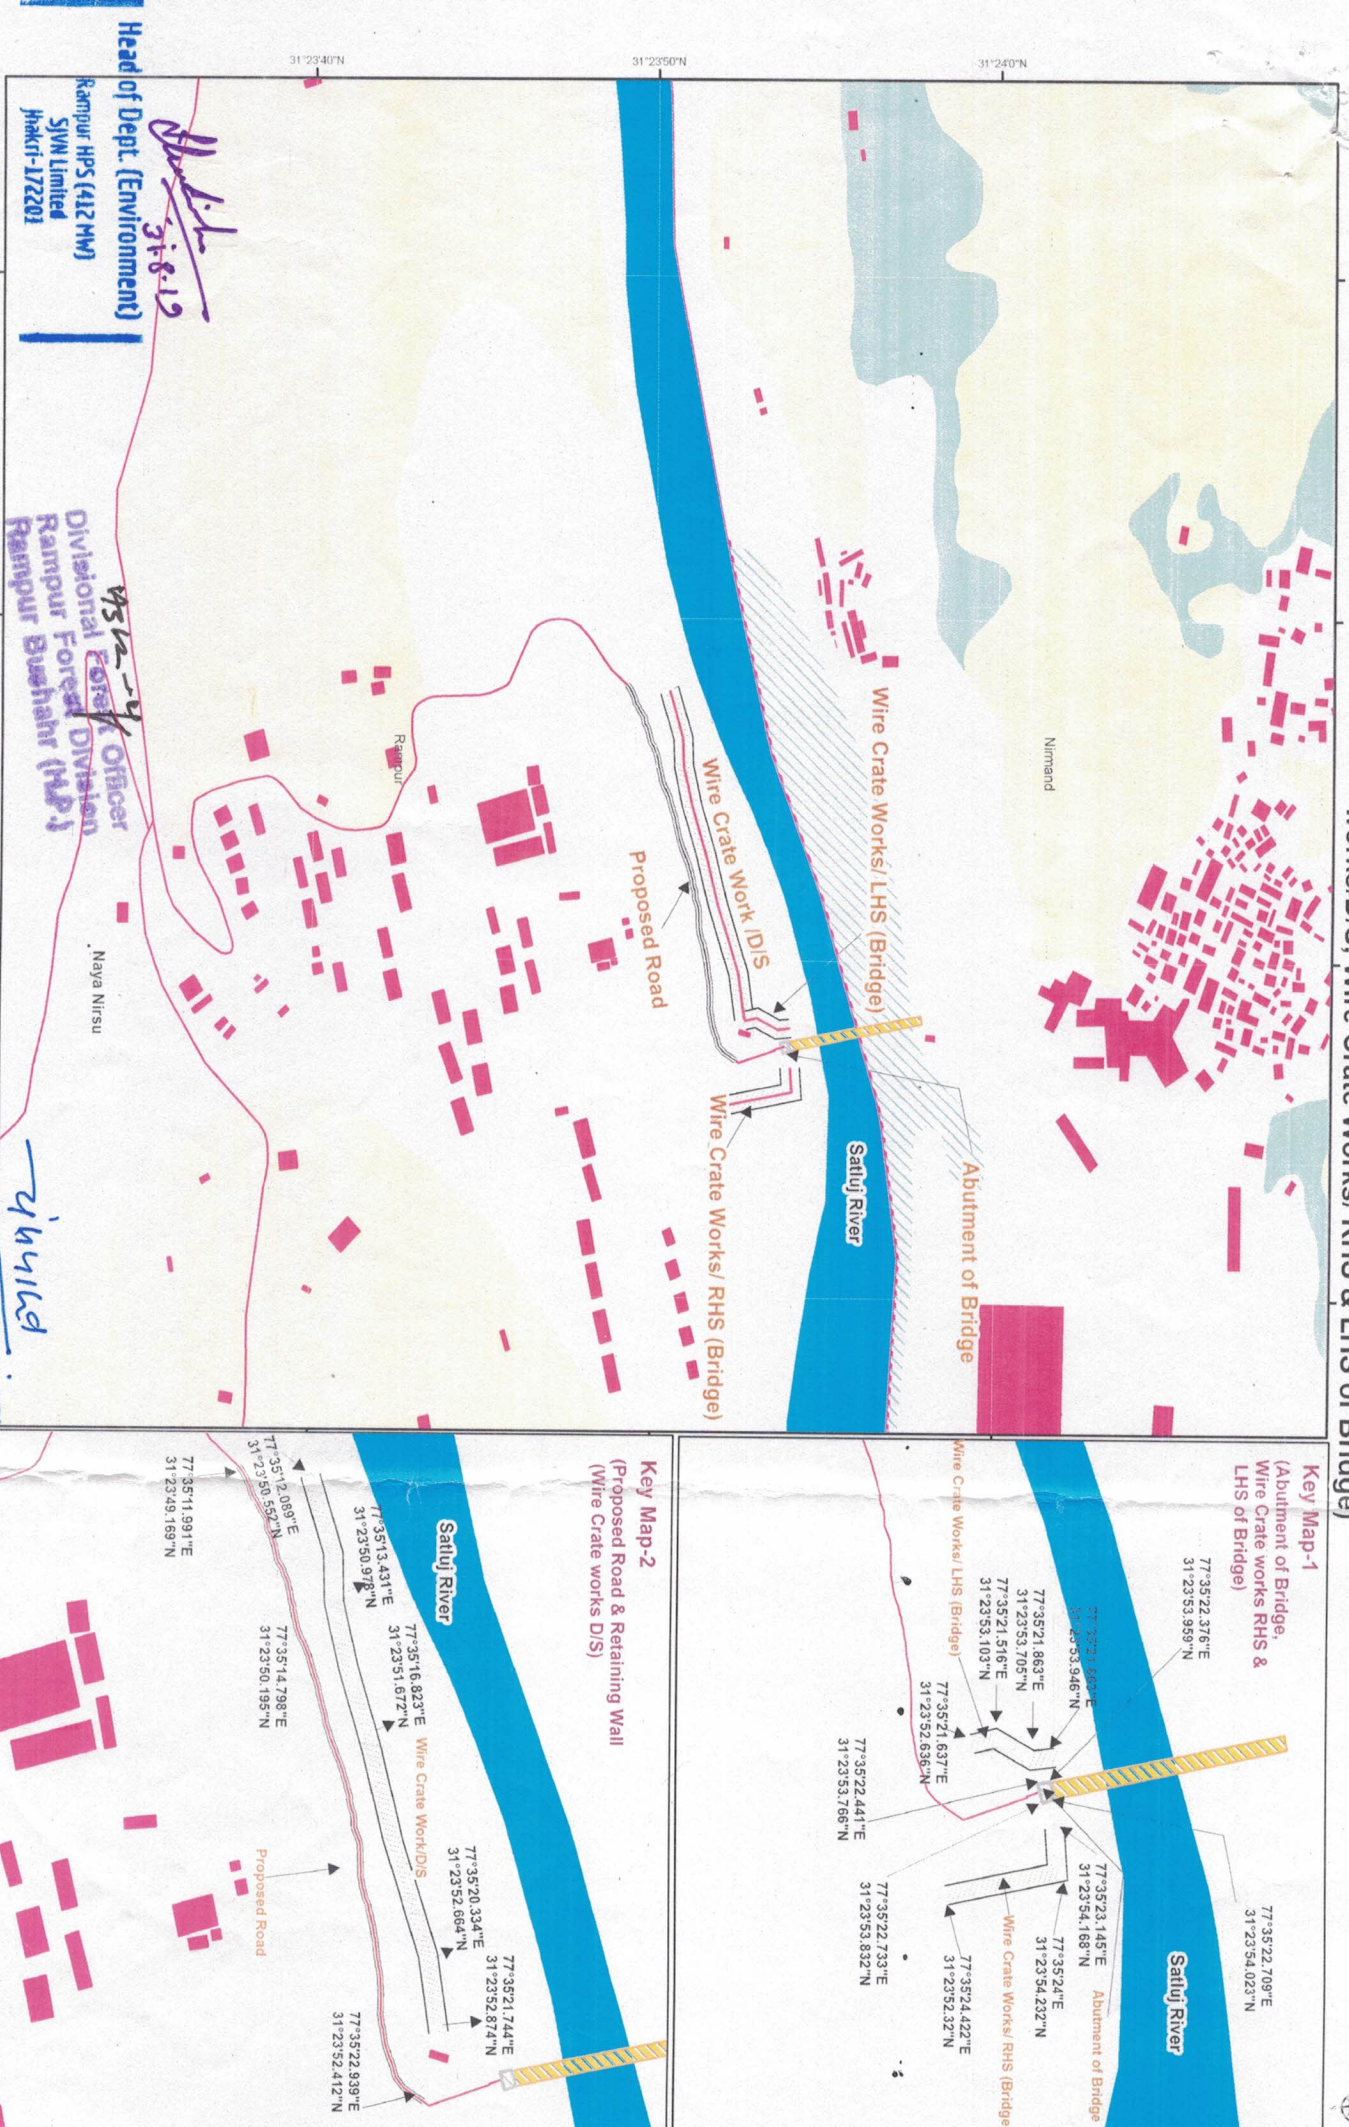 Works/ RHS & LHS of Bridge)
31°23'40"N
31°23'50"N
31°24'0"N
Nirmand
Wire Crate Works/ LHS (Bridge)
Abutment of Bridge
Satluj River
Wire Crate Work /D/S
Proposed Road
Wire Crate Works/ RHS (Bridge)
Rampur
Naya Nirsu
31.8.19
Head of Dept. (Environment)
Rampur HPS (412 MW)
SJVN Limited
Jhakri-172201
Divisional Forest Officer
Rampur Forest Division
Rampur Bushahr (H.P.)
Key Map-1
(Abutment of Bridge,
Wire Crate works RHS &
LHS of Bridge)
77°35'22.376"E
31°23'53.959"N
77°35'22.709"E
31°23'54.023"N
Satluj River
31°23'53.946"N
77°35'21.863"E
31°23'53.705"N
77°35'21.516"E
31°23'53.103"N
Wire Crate Works/ LHS (Bridge)
77°35'21.637"E
31°23'52.636"N
77°35'22.441"E
31°23'53.766"N
77°35'23.145"E
31°23'54.168"N
Abutment of Bridge
77°35'24"E
31°23'54.232"N
Wire Crate Works/ RHS (Bridge
77°35'24.422"E
31°23'52.32"N
77°35'22.733"E
31°23'53.832"N
Key Map-2
(Proposed Road & Retaining Wall
(Wire Crate works D/S)
Satluj River
77°35'13.431"E
31°23'50.978"N
77°35'12.089"E
31°23'50.552"N
77°35'11.991"E
31°23'49.169"N
77°35'16.823"E
31°23'51.672"N
Wire Crate Work/D/S
77°35'14.798"E
31°23'50.195"N
77°35'20.334"E
31°23'52.664"N
77°35'21.744"E
31°23'52.874"N
Proposed Road
77°35'22.939"E
31°23'52.412"N